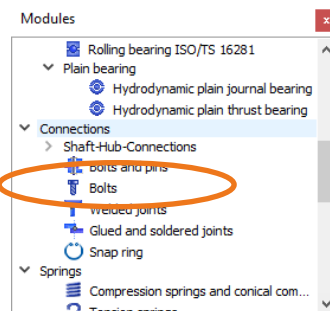 Modules
x
Rolling bearing ISO/TS 16281
Plain bearing
Hydrodynamic plain journal bearing
Hydrodynamic plain thrust bearing
Connections
Shaft-Hub-Connections
Bolts and pins
Bolts
Welded joints
Glued and soldered joints
Snap ring
Springs
Compression springs and conical com...
Tension springs